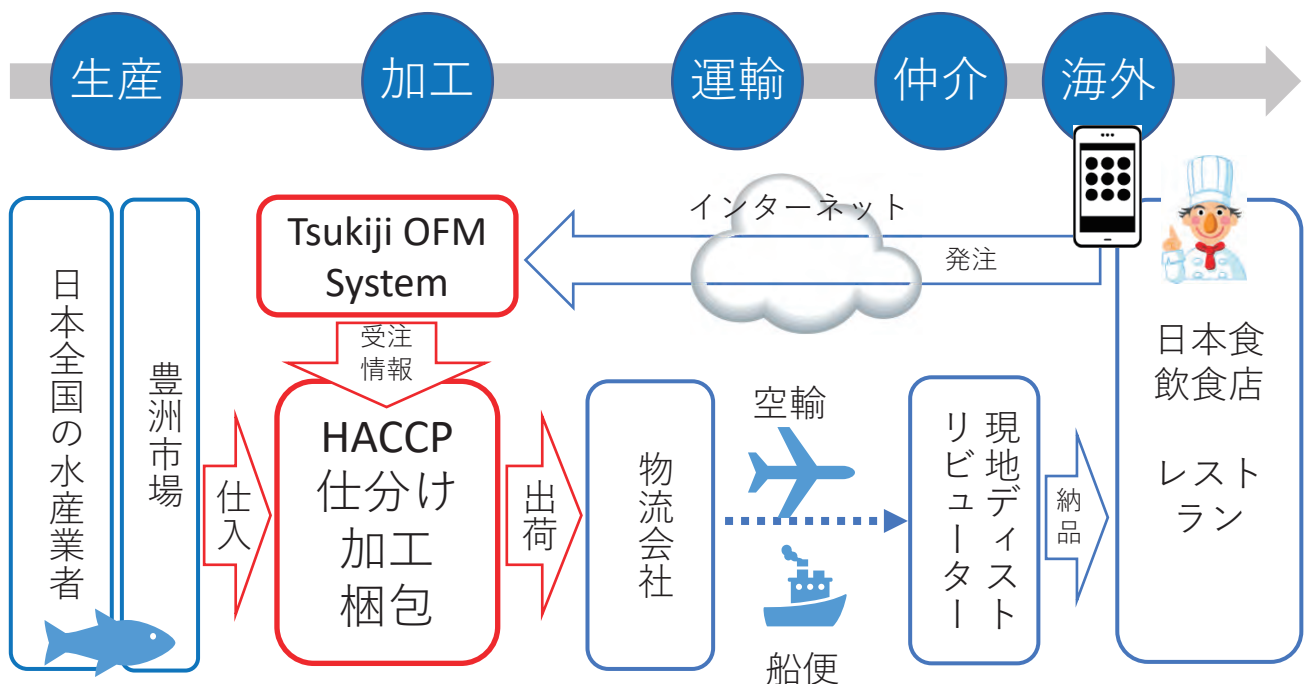 生産
加工
運輸
仲介
海外
日本全国の水産業者
豊洲市場
仕入
Tsukiji OFM
System
受注
情報
HACCP
仕分け
加工
梱包
出荷
インターネット
発注
物流会社
空輸
船便
現地ディスト
リビューター
納品
日本食
飲食店
レスト
ラン